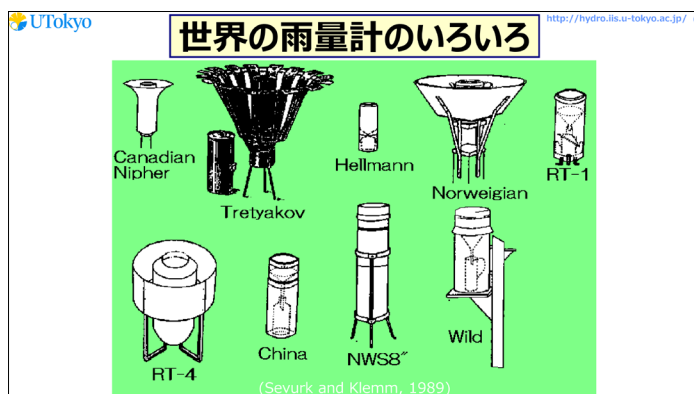 UTokyo
http://hydro.iis.u-tokyo.ac.jp/
世界の雨量計のいろいろ
Canadian
Nipher
Tretyakov
Hellmann
Norweigian
RT-1
RT-4
China
NWS8″
Wild
(Sevurk and Klemm, 1989)